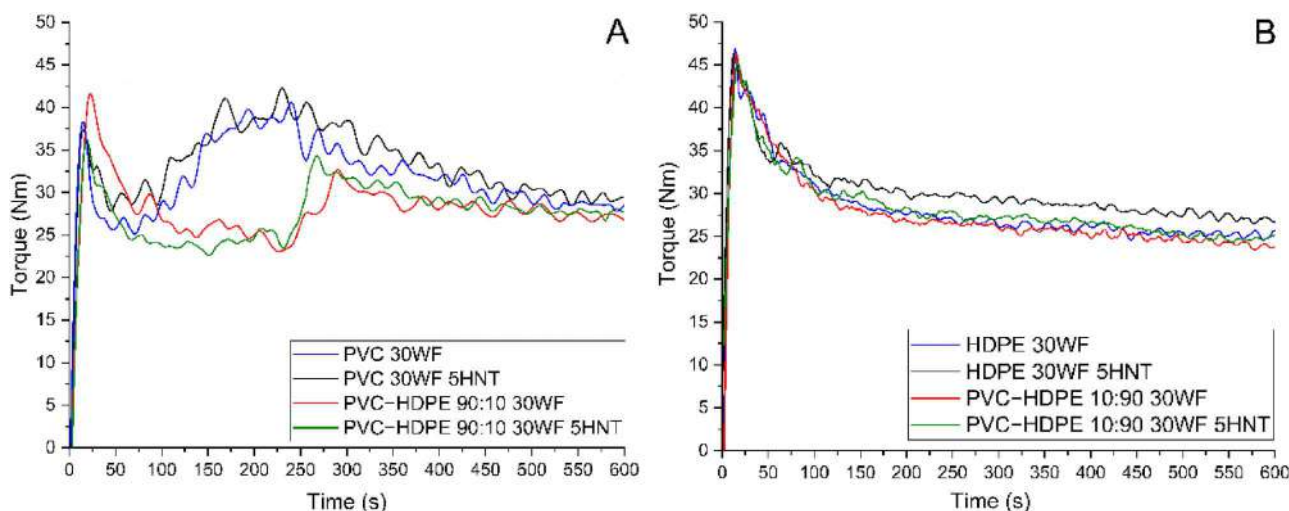 A
50
45
40
35
30
25
20
15
10
5
0
Torque (Nm)
0 50 100 150 200 250 300 350 400 450 500 550 600
Time (s)
PVC 30WF
PVC 30WF 5HNT
PVC-HDPE 90:10 30WF
PVC-HDPE 90:10 30WF 5HNT
B
50
45
40
35
30
25
20
15
10
5
0
Torque (Nm)
0 50 100 150 200 250 300 350 400 450 500 550 600
Time (s)
HDPE 30WF
HDPE 30WF 5HNT
PVC-HDPE 10:90 30WF
PVC-HDPE 10:90 30WF 5HNT